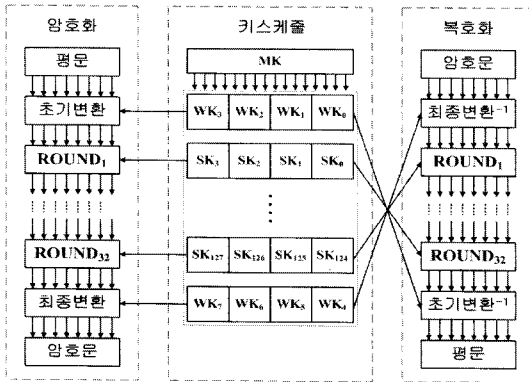 암호화
평문
초기변환
ROUND₁
ROUND₃₂
최종변환
암호문
키스케줄
MK
WK₃ WK₂ WK₁ WK₀
SK₃ SK₂ SK₁ SK₀
SK₁₂₇ SK₁₂₆ SK₁₂₅ SK₁₂₄
WK₇ WK₆ WK₅ WK₄
복호화
암호문
최종변환⁻¹
ROUND₁
ROUND₃₂
초기변환⁻¹
평문